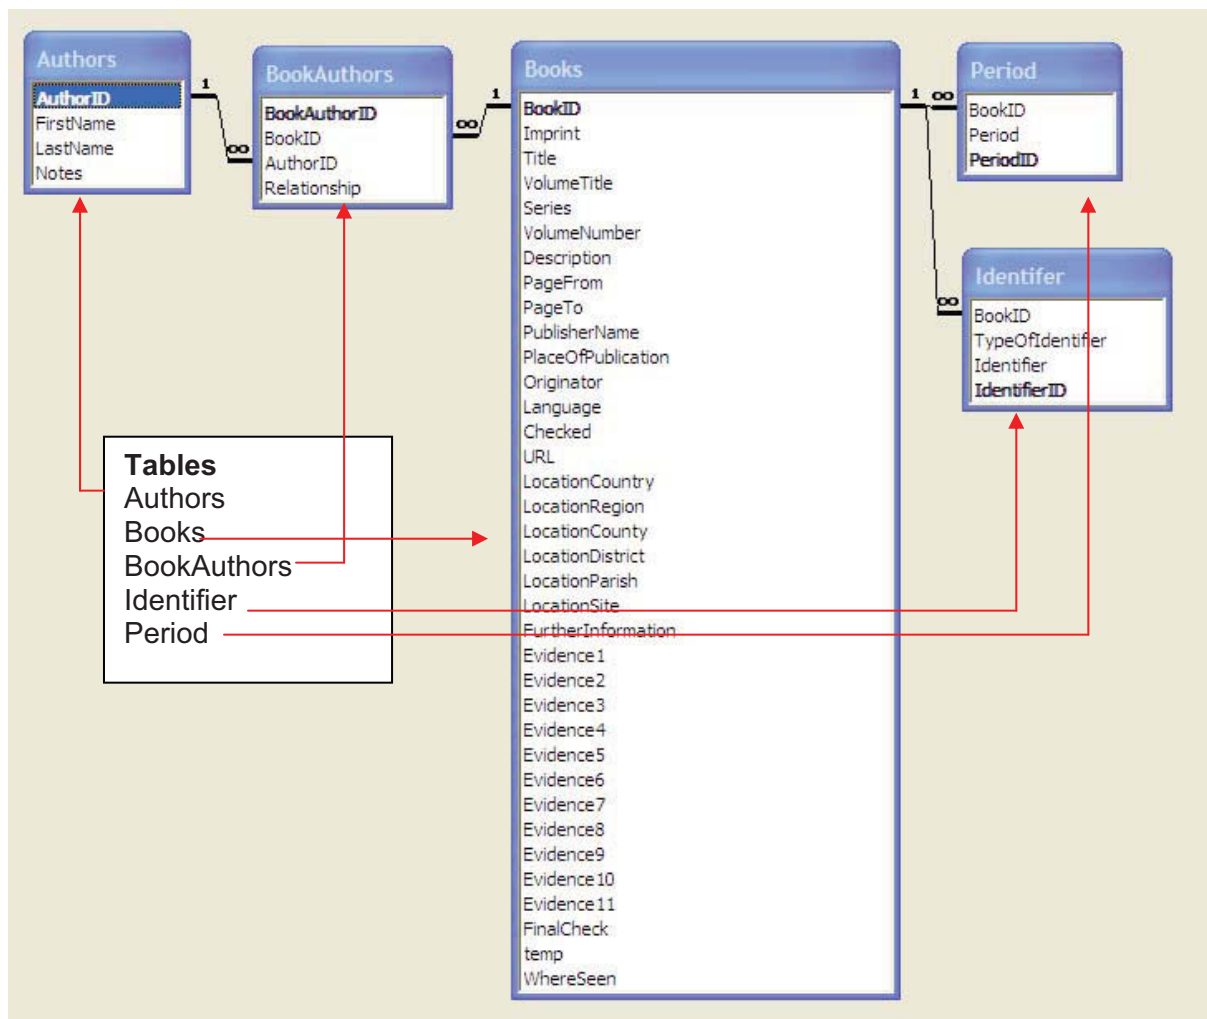 Authors
AuthorID
FirstName
LastName
Notes
1
∞
BookAuthors
BookAuthorID
BookID
AuthorID
Relationship
∞
1
Books
BookID
Imprint
Title
VolumeTitle
Series
VolumeNumber
Description
PageFrom
PageTo
PublisherName
PlaceOfPublication
Originator
Language
Checked
URL
LocationCountry
LocationRegion
LocationCounty
LocationDistrict
LocationParish
LocationSite
FurtherInformation
Evidence1
Evidence2
Evidence3
Evidence4
Evidence5
Evidence6
Evidence7
Evidence8
Evidence9
Evidence10
Evidence11
FinalCheck
temp
WhereSeen
1
∞
Period
BookID
Period
PeriodID
∞
Identifer
BookID
TypeOfIdentifier
Identifier
IdentifierID
Tables
Authors
Books
BookAuthors
Identifier
Period